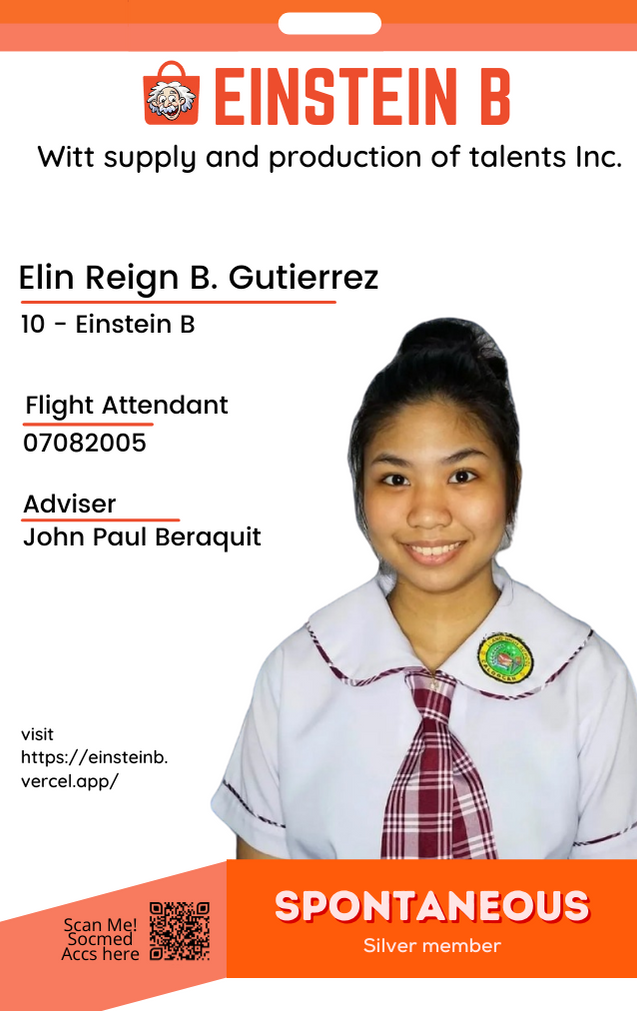 EINSTEIN B
Witt supply and production of talents Inc.
Elin Reign B. Gutierrez
10 - Einstein B
Flight Attendant
07082005
Adviser
John Paul Beraquit
visit
https://einsteinb.
vercel.app/
Scan Me!
Socmed
Accs here
SPONTANEOUS
Silver member